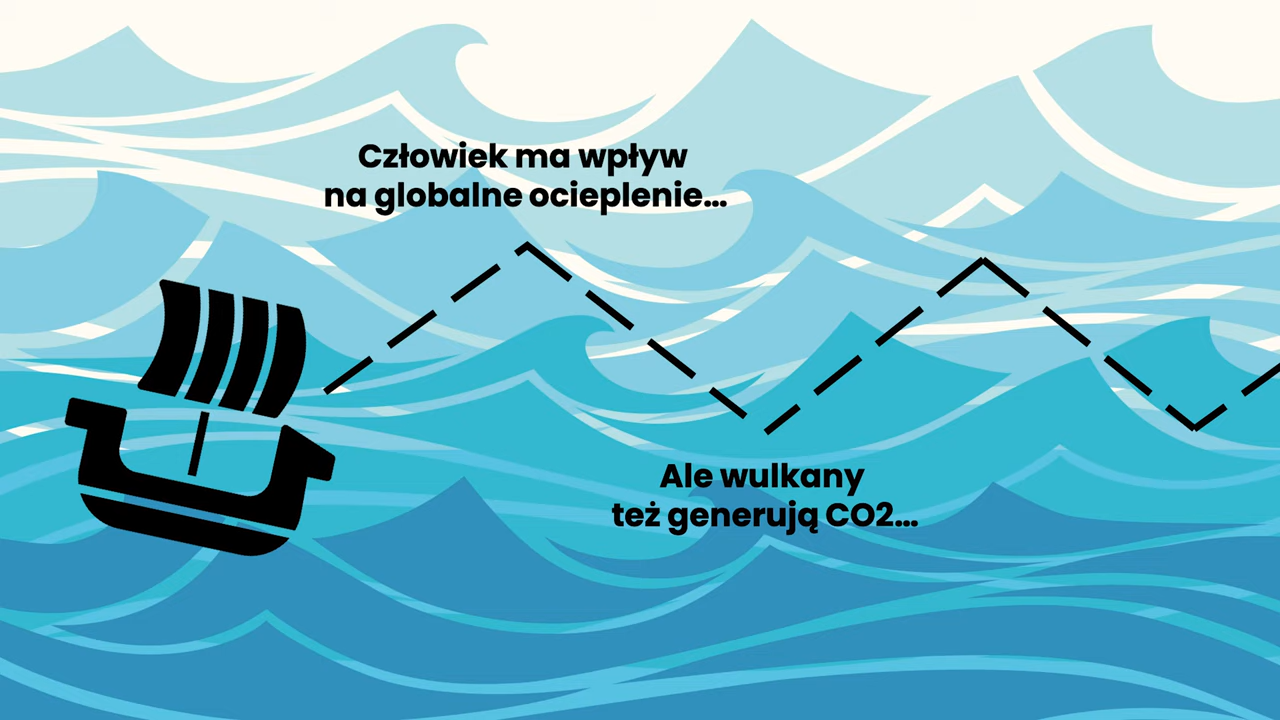 Człowiek ma wpływ
na globalne ocieplenie...
Ale wulkany
też generują CO2...